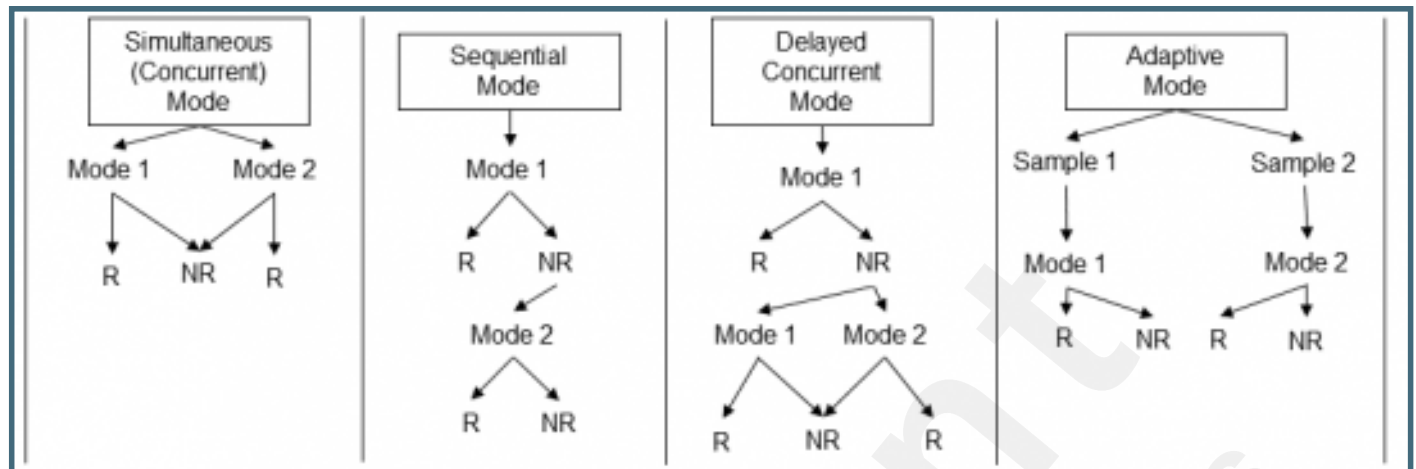 Simultaneous
(Concurrent)
Mode
Mode 1 Mode 2
R NR R
Sequential
Mode
Mode 1
R NR
Mode 2
R NR
Delayed
Concurrent
Mode
Mode 1
R NR
Mode 1 Mode 2
R NR R
Adaptive
Mode
Sample 1 Sample 2
Mode 1 Mode 2
R NR R NR